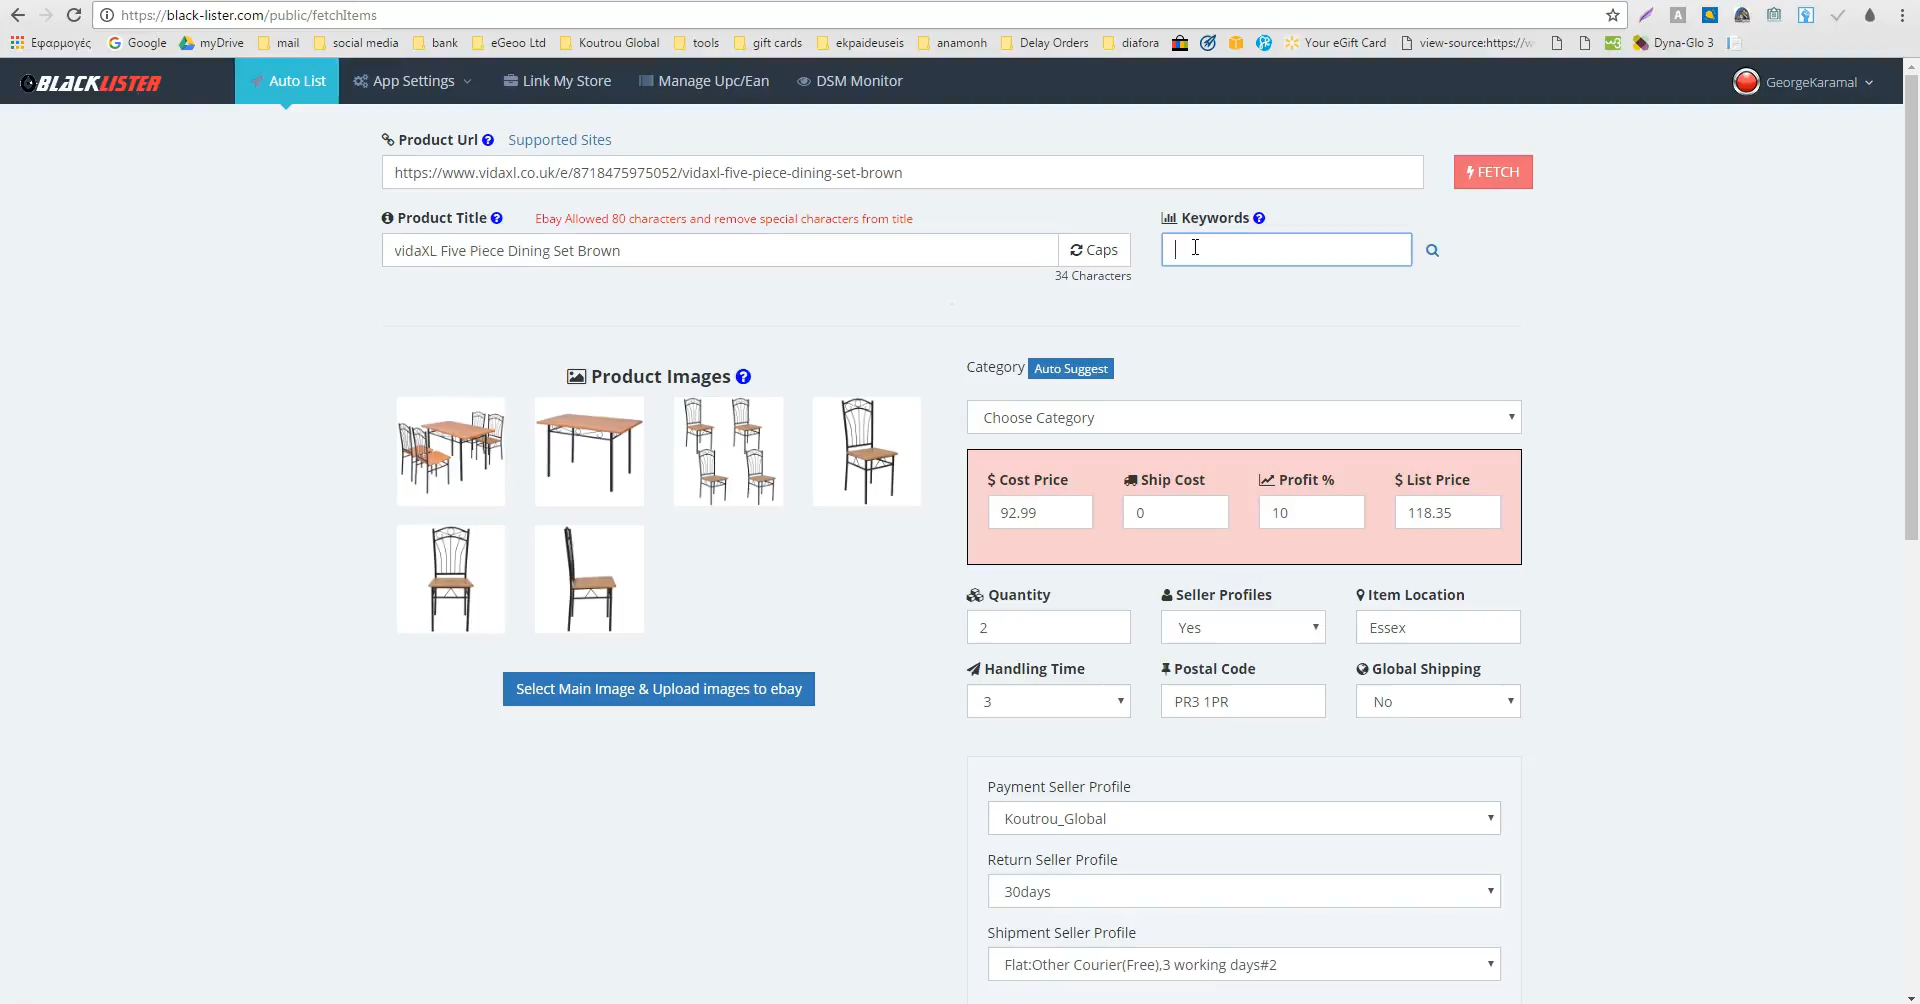 https://black-lister.com/public/fetchItems
Εφαρμογές Google myDrive mail social media bank eGeoo Ltd Koutrou Global tools gift cards ekpaideuseis anamonh Delay Orders diafora Your eGift Card view-source:https://w Dyna-Glo 3
BLACKLISTER Auto List App Settings Link My Store Manage Upc/Ean DSM Monitor GeorgeKaramal
Product Url ? Supported Sites
https://www.vidaxl.co.uk/e/8718475975052/vidaxl-five-piece-dining-set-brown FETCH
Product Title ? Ebay Allowed 80 characters and remove special characters from title Keywords ?
vidaXL Five Piece Dining Set Brown Caps
34 Characters
Product Images ?
Category Auto Suggest
Choose Category
$ Cost Price Ship Cost Profit % $ List Price
92.99 0 10 118.35
Quantity Seller Profiles Item Location
2 Yes Essex
Handling Time Postal Code Global Shipping
3 PR3 1PR No
Select Main Image & Upload images to ebay
Payment Seller Profile
Koutrou_Global
Return Seller Profile
30days
Shipment Seller Profile
Flat:Other Courier(Free),3 working days#2